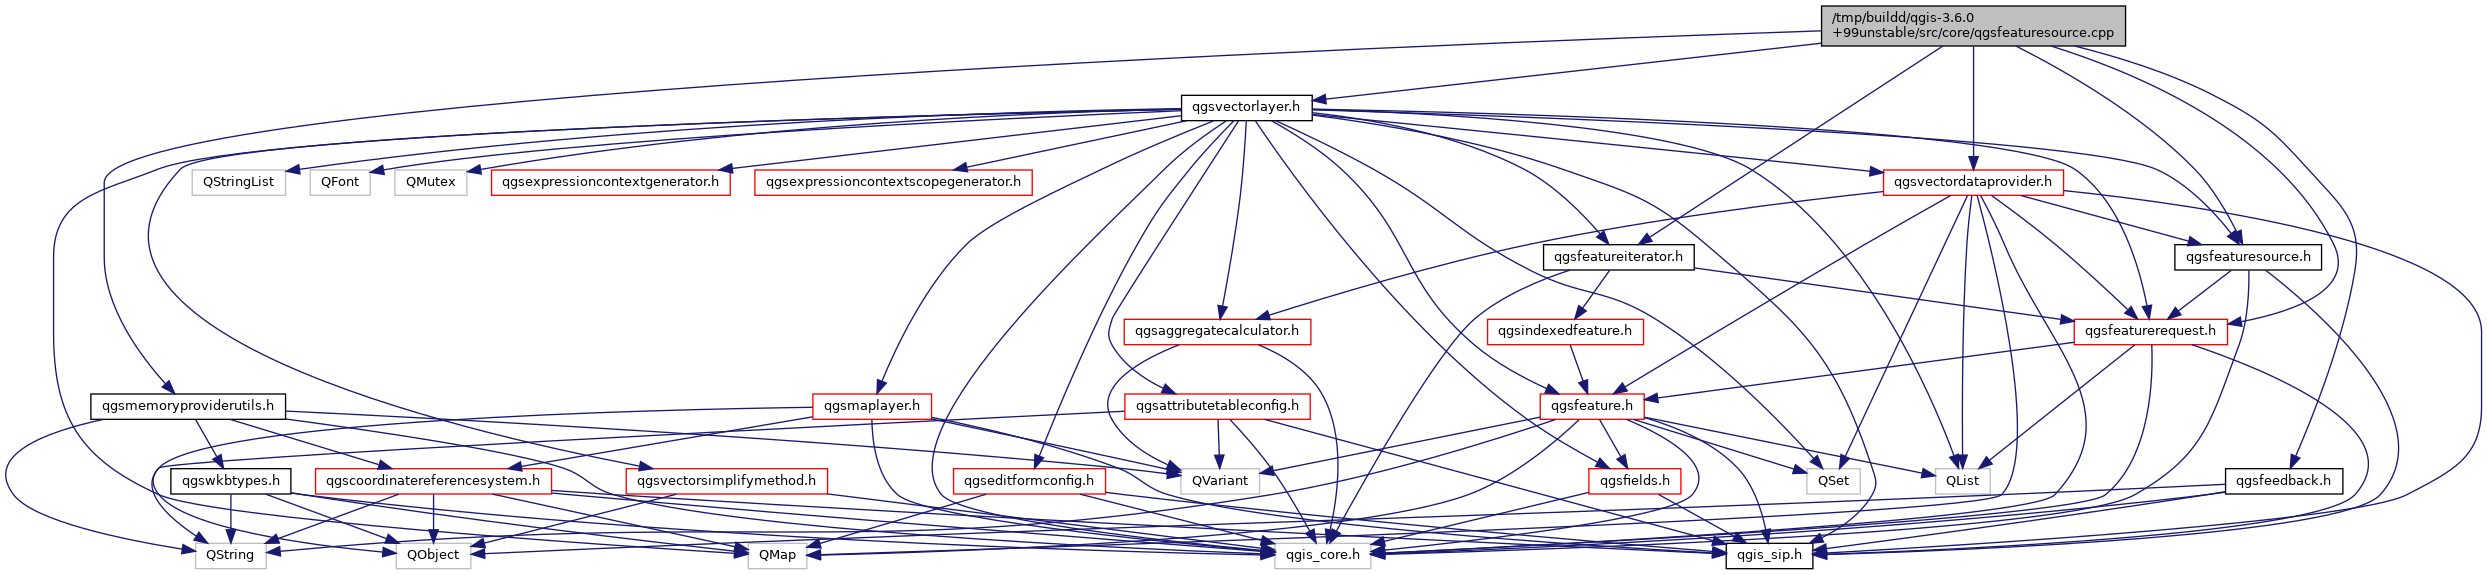 /tmp/buildd/qgis-3.6.0
+99unstable/src/core/qgsfeaturesource.cpp
qgsvectorlayer.h
QStringList
QFont
QMutex
qgsexpressioncontextgenerator.h
qgsexpressioncontextscopegenerator.h
qgsvectordataprovider.h
qgsfeatureiterator.h
qgsfeaturesource.h
qgsaggregatecalculator.h
qgsindexedfeature.h
qgsfeaturerequest.h
qgsmemoryproviderutils.h
qgsmaplayer.h
qgsattributetableconfig.h
qgsfeature.h
qgswkbtypes.h
qgscoordinatereferencesystem.h
qgsvectorsimplifymethod.h
qgseditformconfig.h
QVariant
qgsfields.h
QSet
QList
qgsfeedback.h
QString
QObject
QMap
qgis_core.h
qgis_sip.h